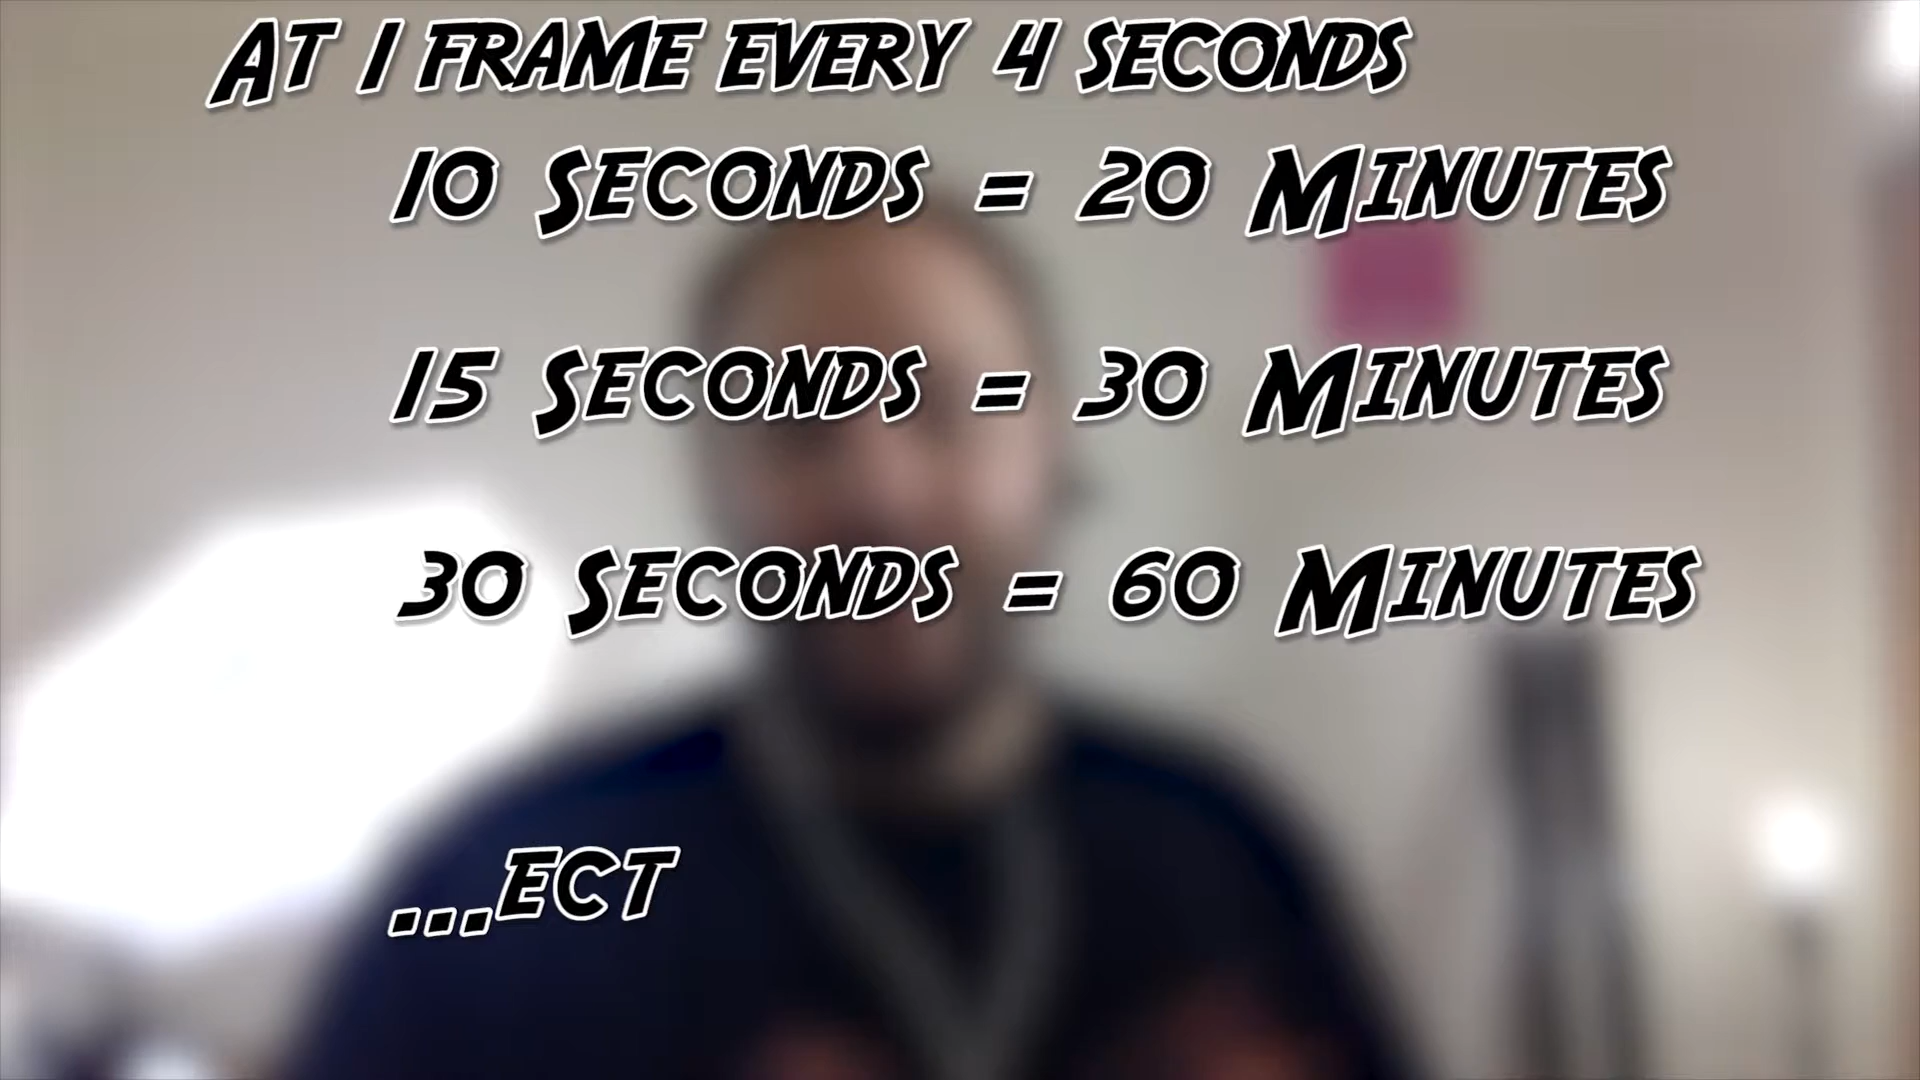 At 1 frame every 4 seconds
10 Seconds = 20 Minutes
15 Seconds = 30 Minutes
30 Seconds = 60 Minutes
...ect